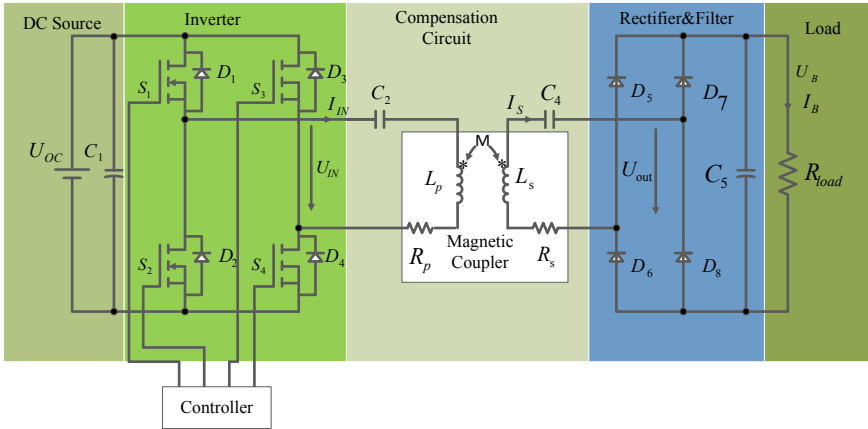 DC Source
Inverter
Compensation
Circuit
Rectifier&Filter
Load
S1 D1 S3 D3
IIN
C2
IS
C4
D5
D7
UB
IB
UOC
C1
UIN
M
* *
Lp
Ls
Uout
C5
Rload
S2 D2 S4 D4
Rp
Magnetic
Coupler
Rs
D6
D8
Controller